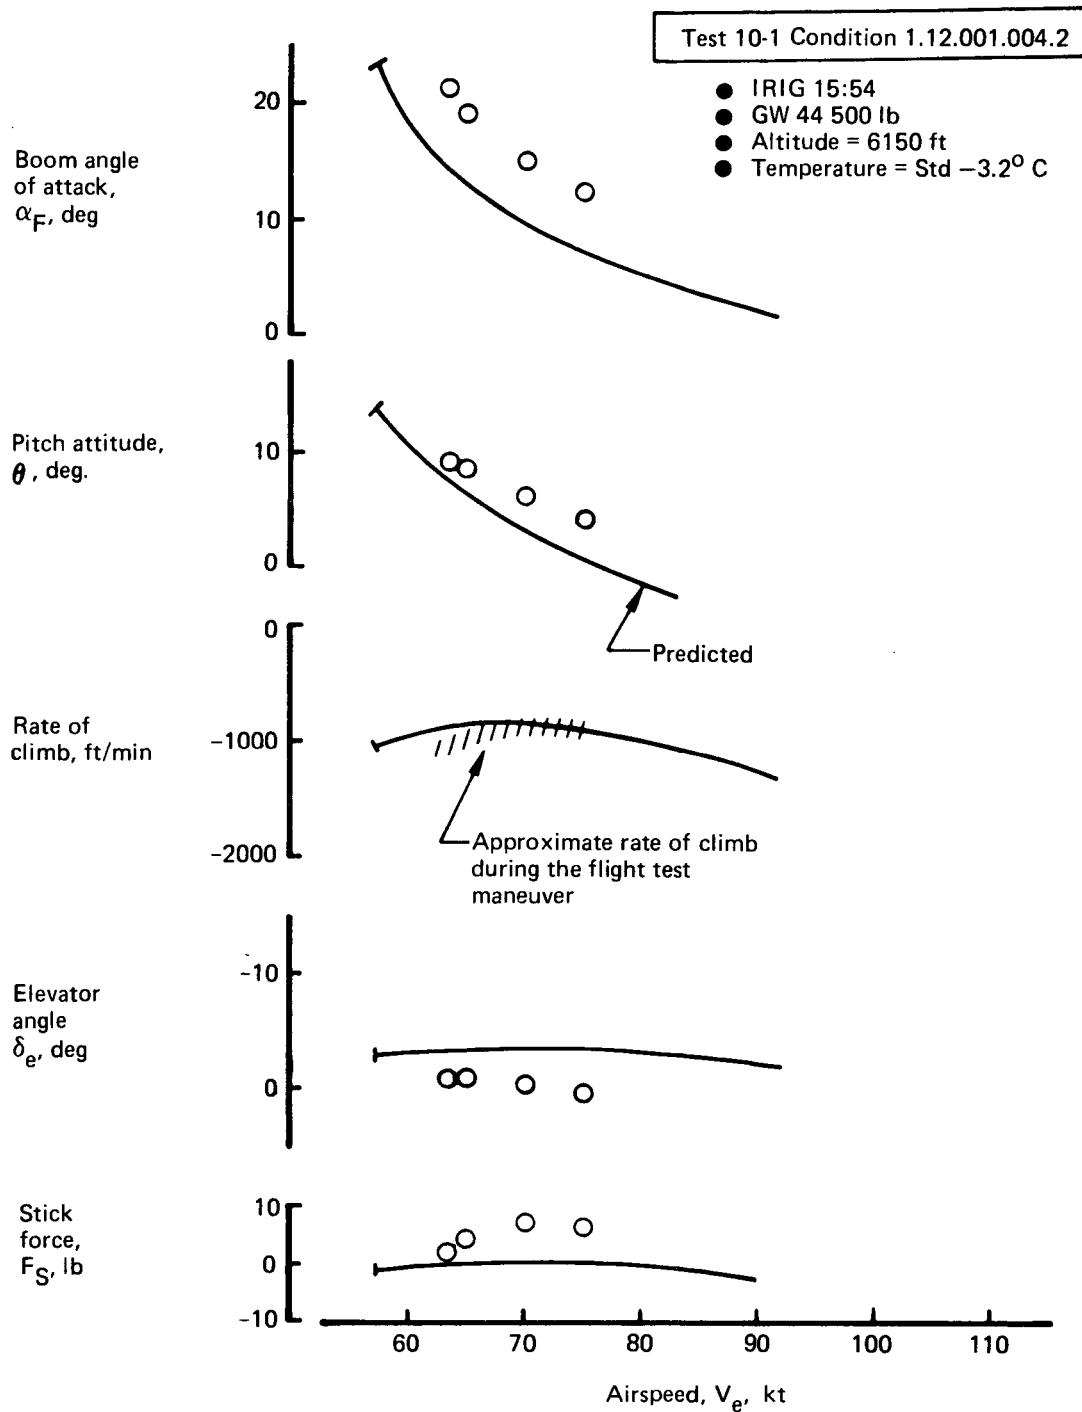 Test 10-1 Condition 1.12.001.004.2
● IRIG 15:54
● GW 44 500 lb
● Altitude = 6150 ft
● Temperature = Std −3.2° C
Boom angle
of attack,
α_F, deg
20
10
0
Pitch attitude,
θ, deg.
10
0
Predicted
Rate of
climb, ft/min
0
-1000
-2000
Approximate rate of climb
during the flight test
maneuver
Elevator
angle
δ_e, deg
-10
0
Stick
force,
F_S, lb
10
0
-10
60 70 80 90 100 110
Airspeed, V_e, kt